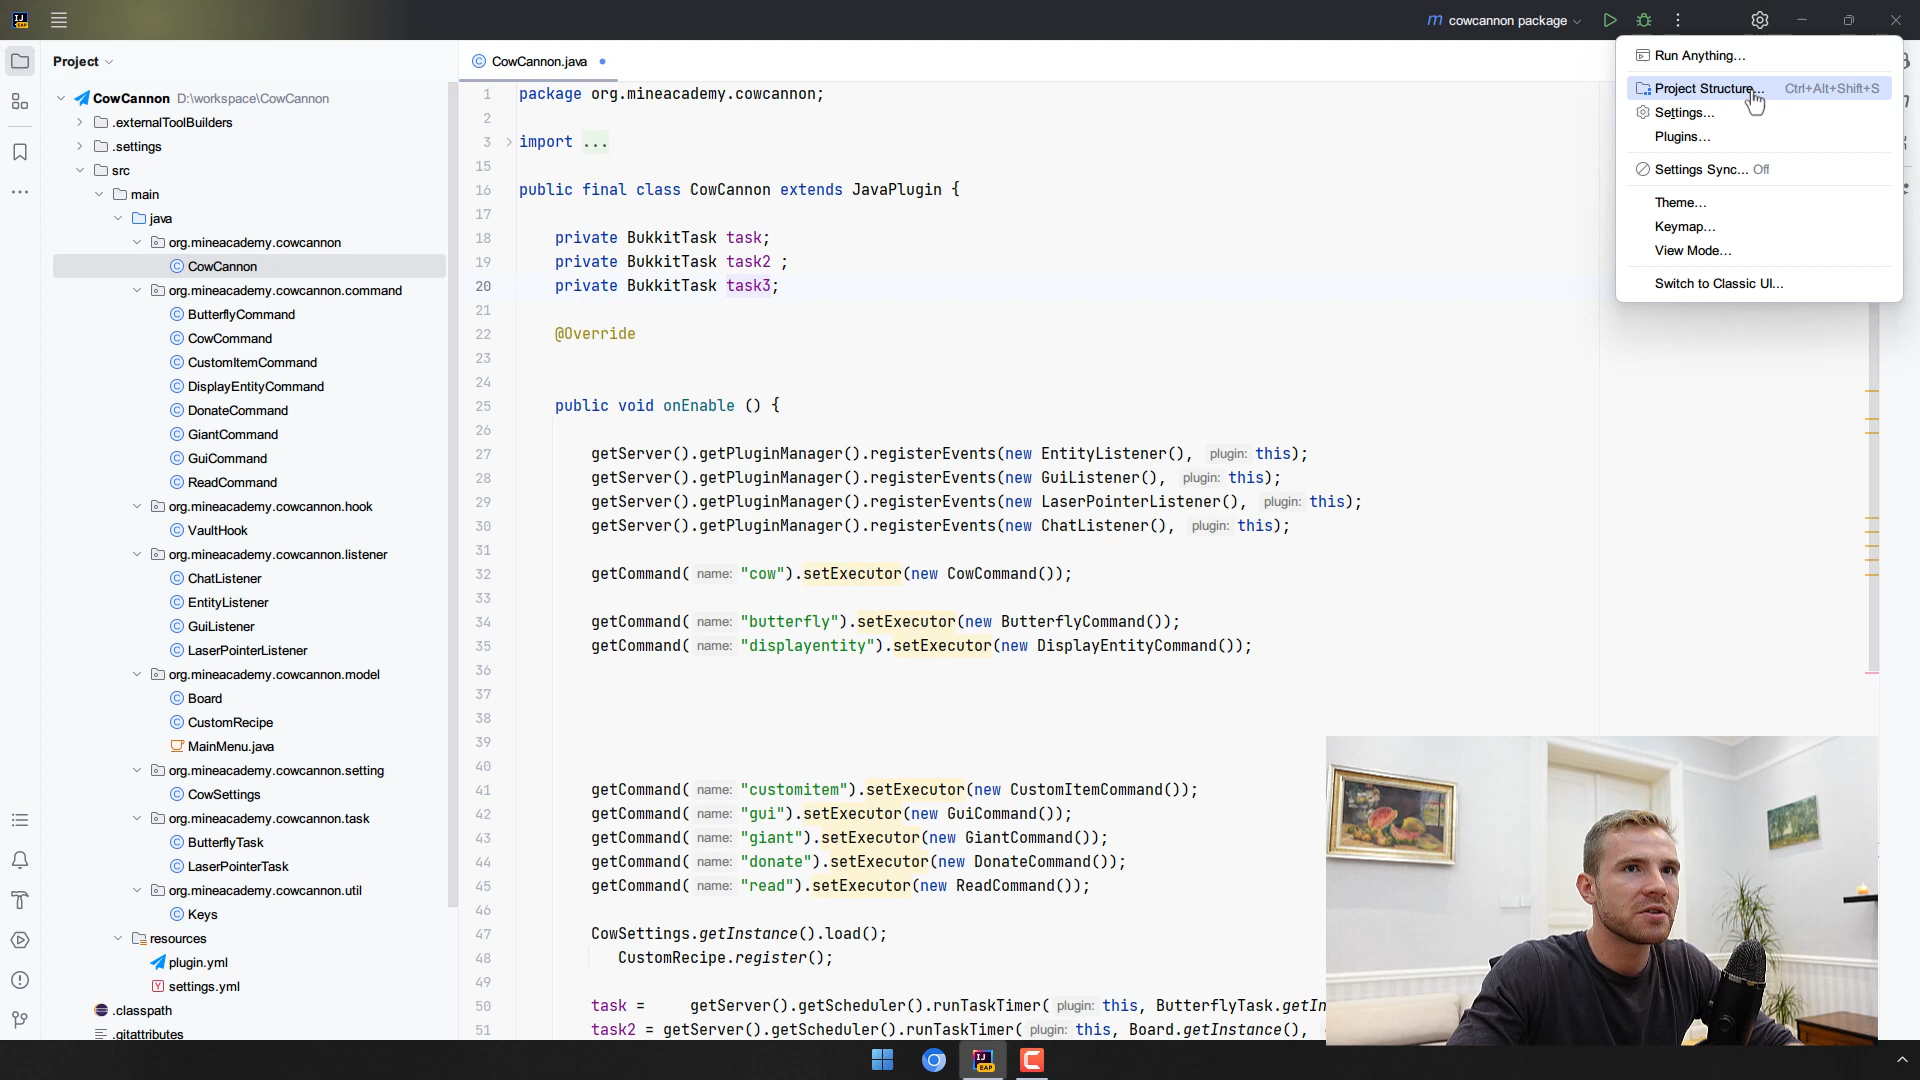 cowcannon package
Project
CowCannon D:\workspace\CowCannon
.externalToolBuilders
.settings
src
main
java
org.mineacademy.cowcannon
CowCannon
org.mineacademy.cowcannon.command
ButterflyCommand
CowCommand
CustomItemCommand
DisplayEntityCommand
DonateCommand
GiantCommand
GuiCommand
ReadCommand
org.mineacademy.cowcannon.hook
VaultHook
org.mineacademy.cowcannon.listener
ChatListener
EntityListener
GuiListener
LaserPointerListener
org.mineacademy.cowcannon.model
Board
CustomRecipe
MainMenu.java
org.mineacademy.cowcannon.setting
CowSettings
org.mineacademy.cowcannon.task
ButterflyTask
LaserPointerTask
org.mineacademy.cowcannon.util
Keys
resources
plugin.yml
settings.yml
.classpath
.gitattributes
CowCannon.java
1 package org.mineacademy.cowcannon;
2
3 import ...
15
16 public final class CowCannon extends JavaPlugin {
17
18 private BukkitTask task;
19 private BukkitTask task2 ;
20 private BukkitTask task3;
21
22 @Override
23
24
25 public void onEnable () {
26
27 getServer().getPluginManager().registerEvents(new EntityListener(), plugin: this);
28 getServer().getPluginManager().registerEvents(new GuiListener(), plugin: this);
29 getServer().getPluginManager().registerEvents(new LaserPointerListener(), plugin: this);
30 getServer().getPluginManager().registerEvents(new ChatListener(), plugin: this);
31
32 getCommand( name: "cow").setExecutor(new CowCommand());
33
34 getCommand( name: "butterfly").setExecutor(new ButterflyCommand());
35 getCommand( name: "displayentity").setExecutor(new DisplayEntityCommand());
36
37
38
39
40
41 getCommand( name: "customitem").setExecutor(new CustomItemCommand());
42 getCommand( name: "gui").setExecutor(new GuiCommand());
43 getCommand( name: "giant").setExecutor(new GiantCommand());
44 getCommand( name: "donate").setExecutor(new DonateCommand());
45 getCommand( name: "read").setExecutor(new ReadCommand());
46
47 CowSettings.getInstance().load();
48 CustomRecipe.register();
49
50 task = getServer().getScheduler().runTaskTimer( plugin: this, ButterflyTask.getIn
51 task2 = getServer().getScheduler().runTaskTimer( plugin: this, Board.getInstance(),
Run Anything...
Project Structure... Ctrl+Alt+Shift+S
Settings...
Plugins...
Settings Sync... Off
Theme...
Keymap...
View Mode...
Switch to Classic UI...
IJ
EAP
IJ
EAP